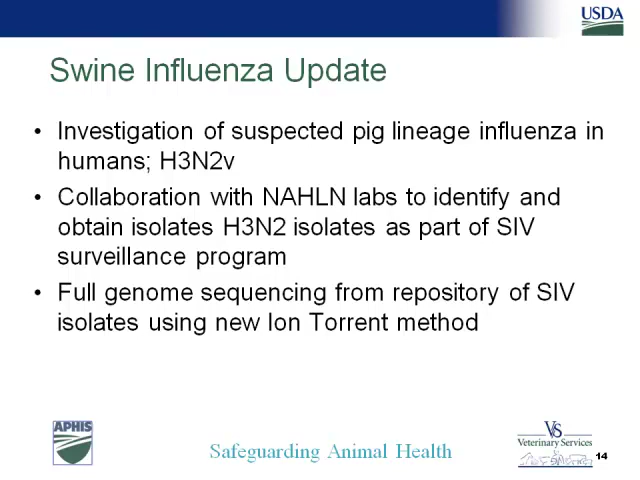 USDA
Swine Influenza Update
• Investigation of suspected pig lineage influenza in
humans; H3N2v
• Collaboration with NAHLN labs to identify and
obtain isolates H3N2 isolates as part of SIV
surveillance program
• Full genome sequencing from repository of SIV
isolates using new Ion Torrent method
APHIS
Safeguarding Animal Health
VS
Veterinary Services
14